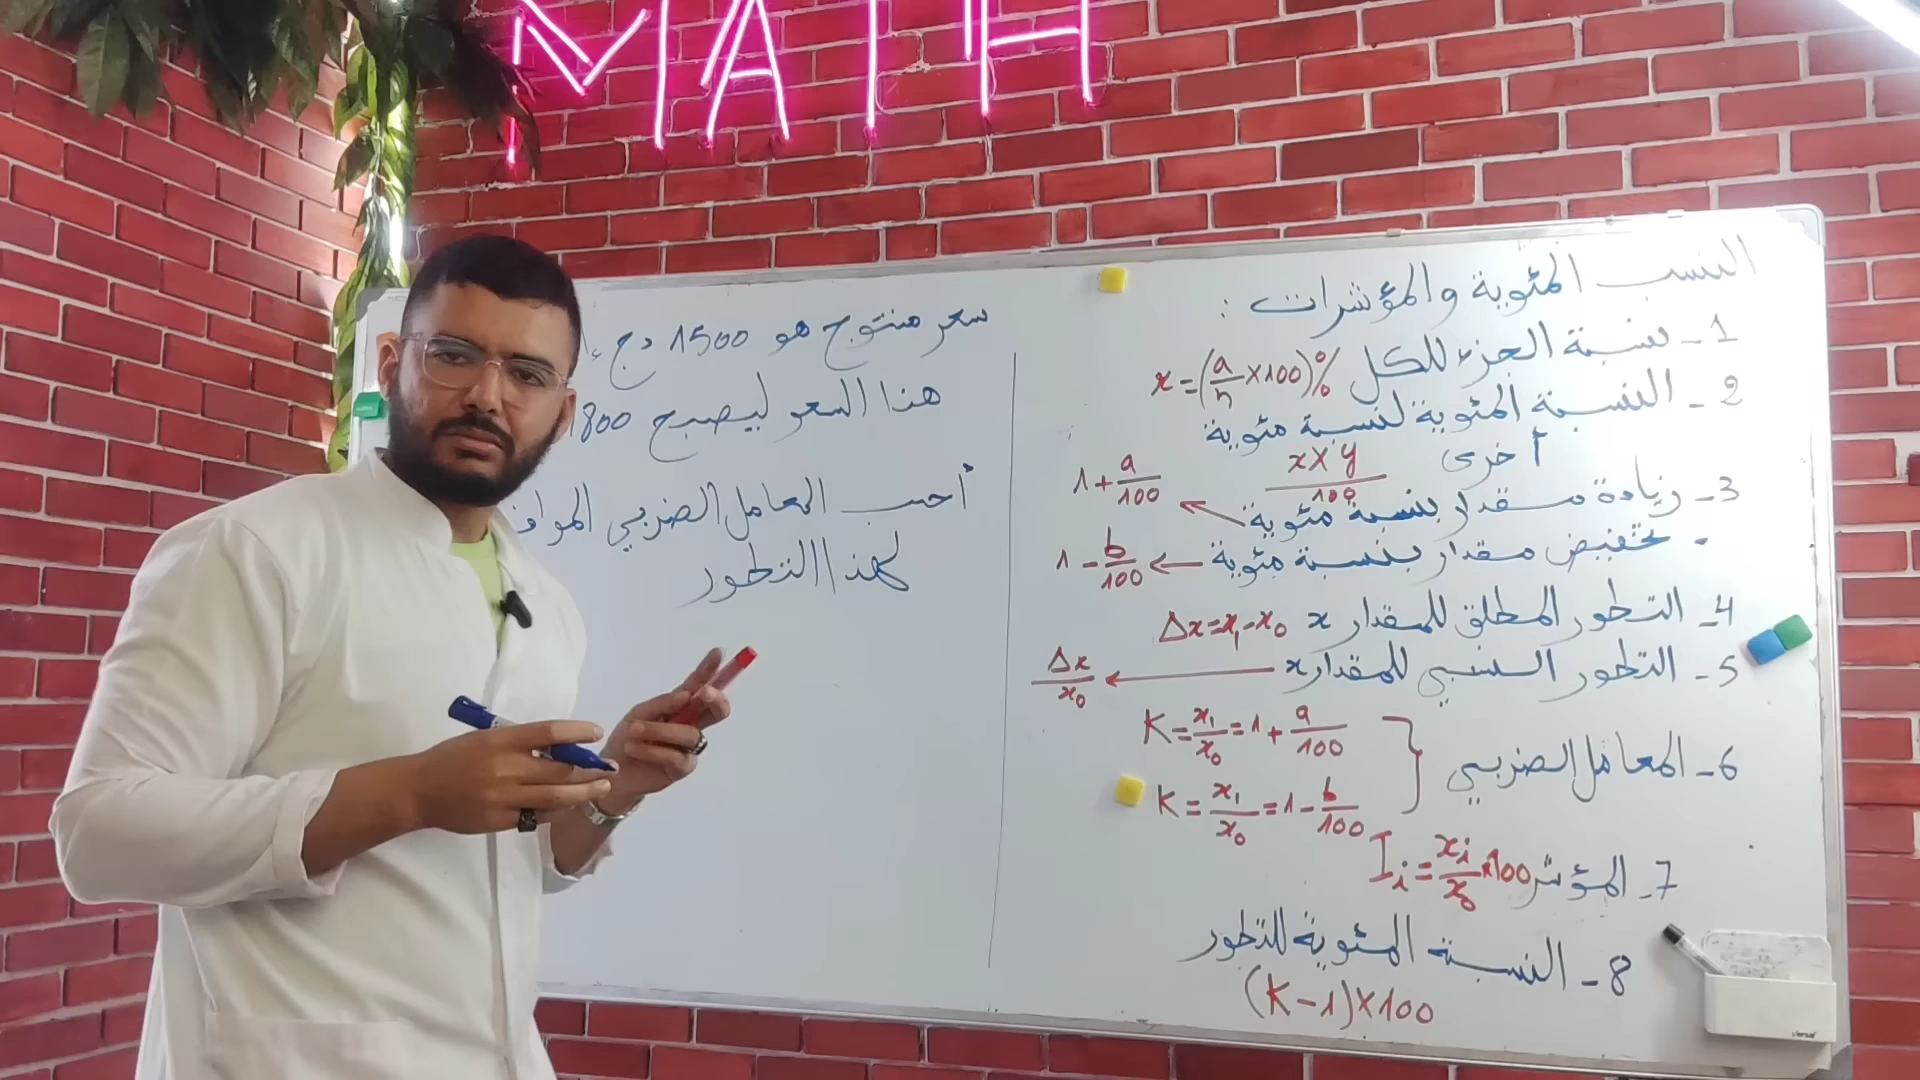 MATH
النسب المئوية والمؤشرات :
1 - نسبة الجزء للكل x = (a/n × 100)%
2 - النسبة المئوية لنسبة مئوية
أخرى x × y / 100
3 - زيادة مقدار بنسبة مئوية 1 + a/100
• تخفيض مقدار بنسبة مئوية ← 1 - b/100
4 - التطور المطلق للمقدار x Δx = x₁ - x₀
5 - التطور النسبي للمقدار x ← Δx/x₀
6 - المعامل الضربي
K = x₁/x₀ = 1 + a/100
K = x₁/x₀ = 1 - b/100
7 - المؤشر Iᵢ = xᵢ/x₀ × 100
8 - النسبة المئوية للتطور
(K - 1) × 100
سعر منتوج هو 1500 دج ،
هذا السعر ليصبح 1800
أحسب المعامل الضربي
لهذا التطور
versal